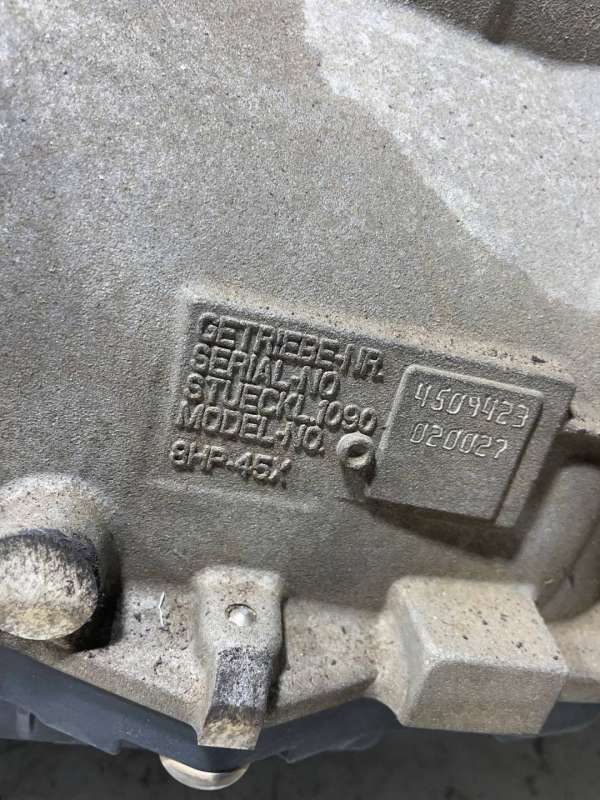 GETRIEBE-NR.
SERIAL-NO
STUECKL.1090
MODEL-NO.
8HP-45X
4509423
020027